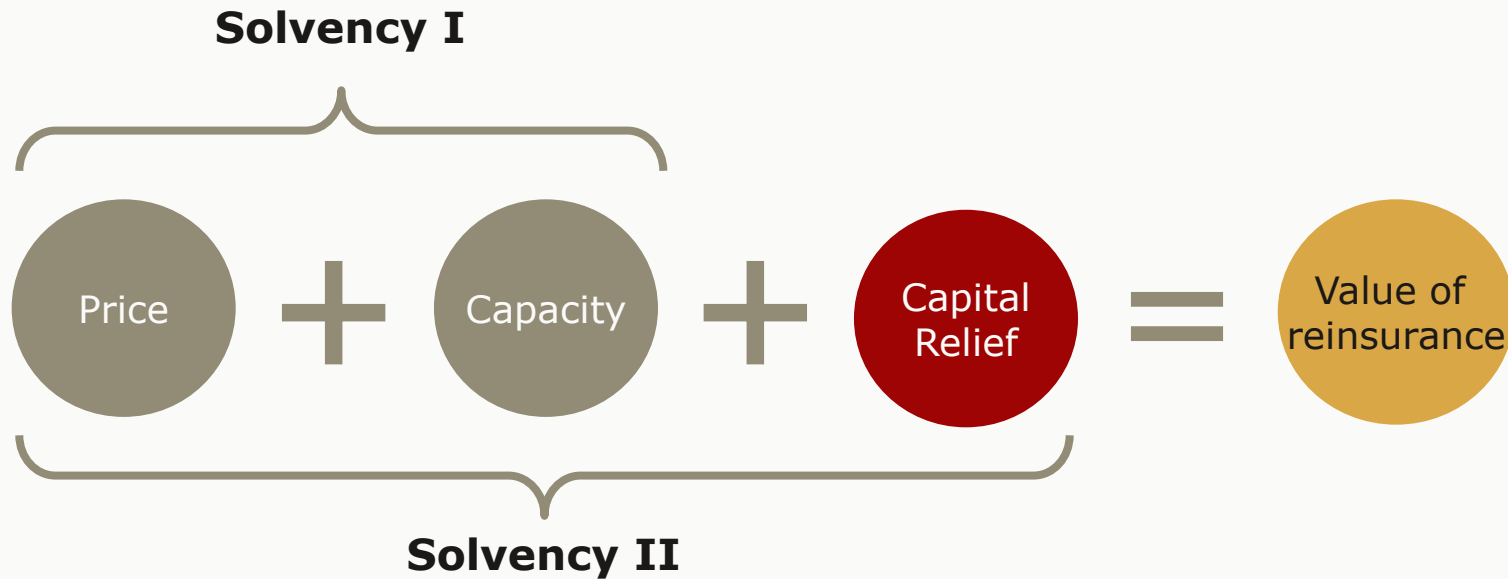 Solvency I
Price
+
Capacity
+
Capital
Relief
=
Value of
reinsurance
Solvency II